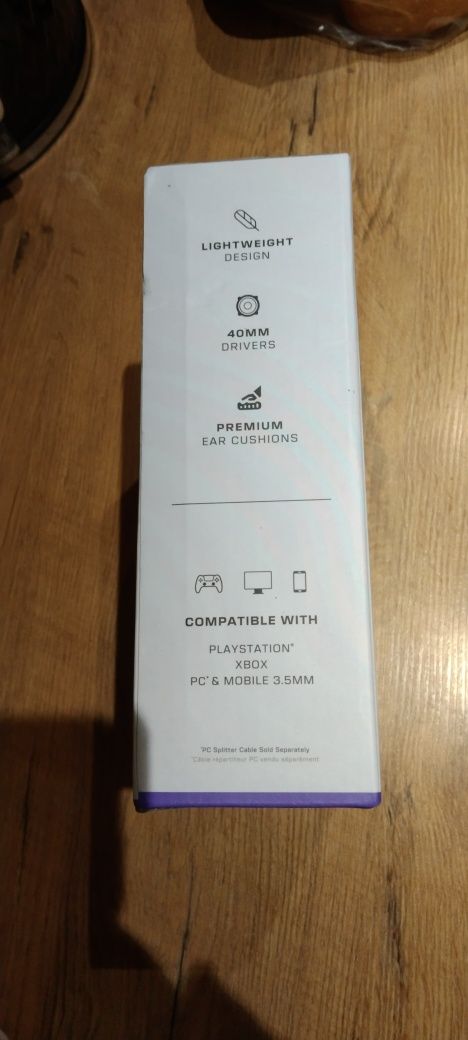 LIGHTWEIGHT
DESIGN
40MM
DRIVERS
PREMIUM
EAR CUSHIONS
COMPATIBLE WITH
PLAYSTATION®
XBOX
PC* & MOBILE 3.5MM
*PC Splitter Cable Sold Separately
*Câble répartiteur PC vendu séparément